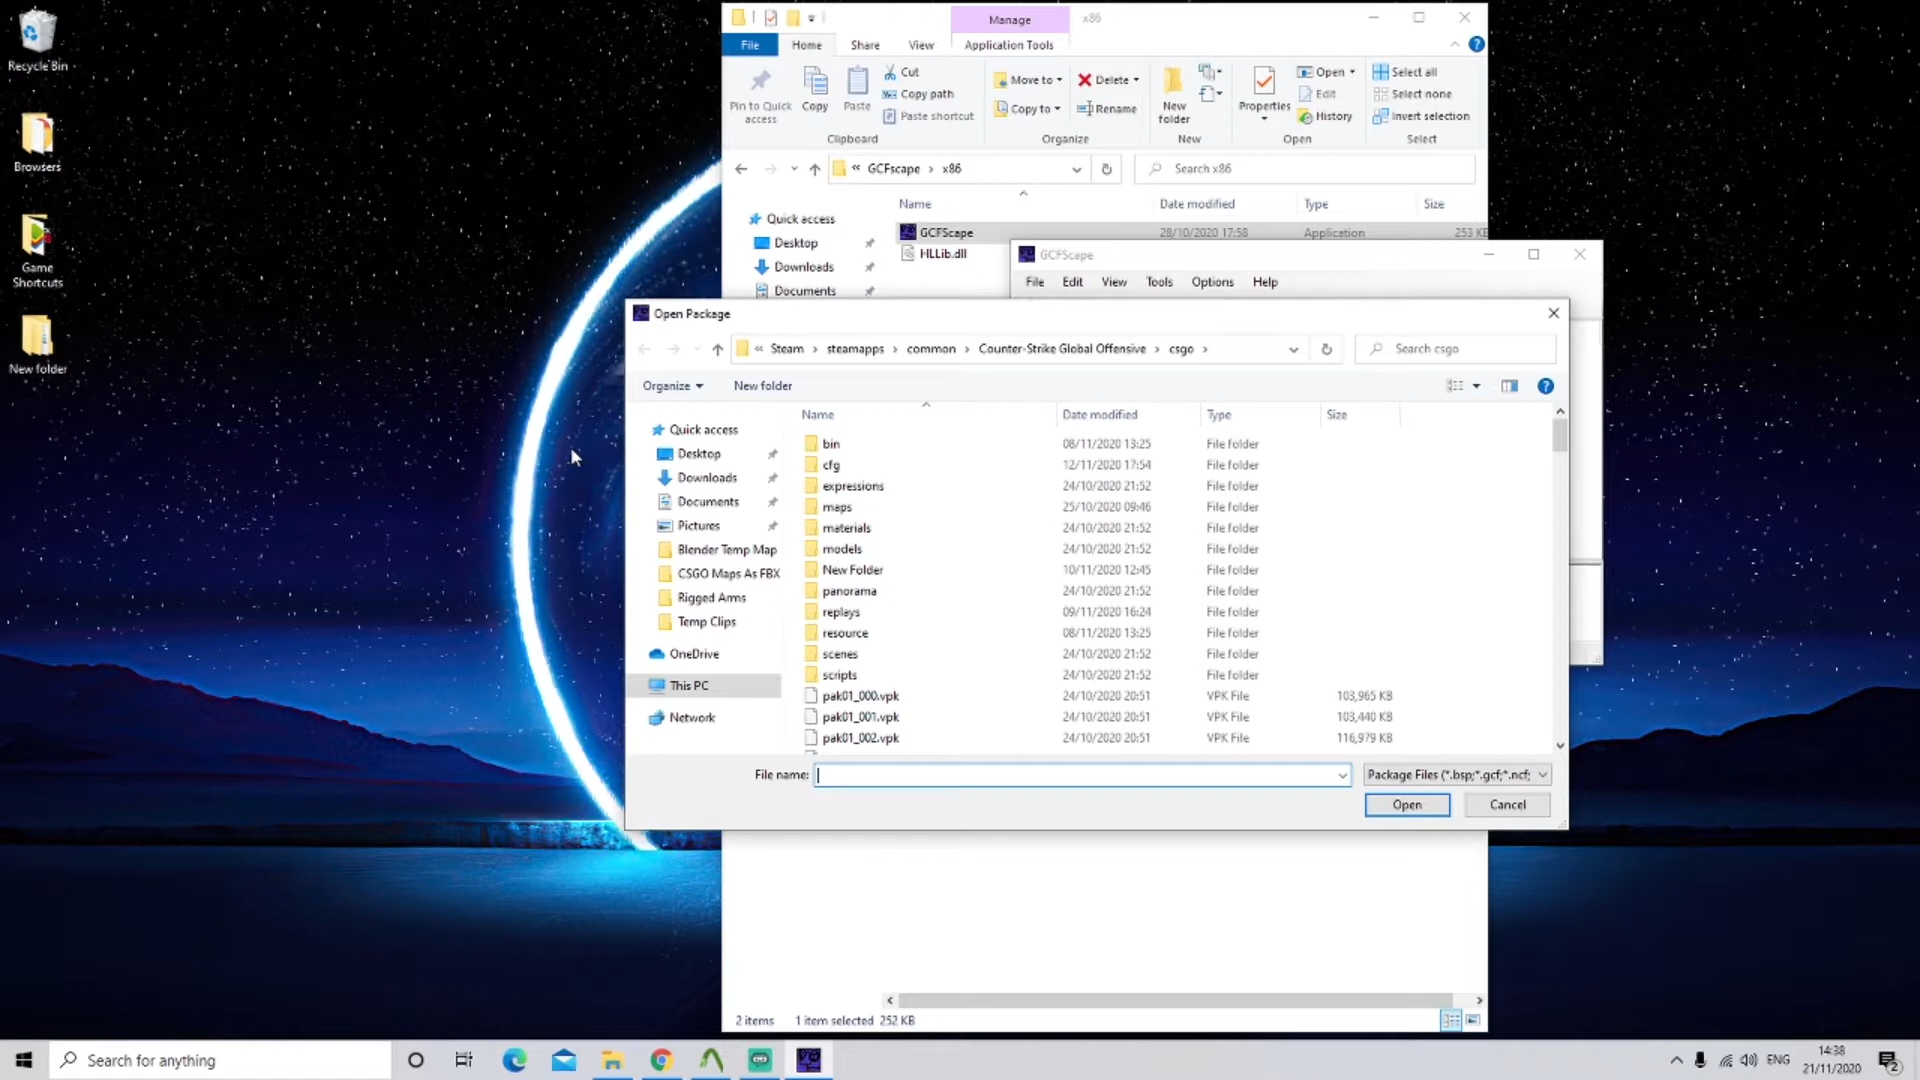 Recycle Bin
Browsers
Game
Shortcuts
New folder
Manage
x86
File
Home
Share
View
Application Tools
Pin to Quick
access
Copy
Paste
Cut
Copy path
Paste shortcut
Clipboard
Move to
Copy to
Delete
Rename
Organize
New
folder
New
Properties
Open
Edit
History
Open
Select all
Select none
Invert selection
Select
« GCFscape › x86
Search x86
Name
Date modified
Type
Size
Quick access
Desktop
Downloads
Documents
GCFScape
28/10/2020 17:58
Application
253 KB
HLLib.dll
GCFScape
File Edit View Tools Options Help
Open Package
« Steam › steamapps › common › Counter-Strike Global Offensive › csgo ›
Search csgo
Organize
New folder
Quick access
Desktop
Downloads
Documents
Pictures
Blender Temp Map
CSGO Maps As FBX
Rigged Arms
Temp Clips
OneDrive
This PC
Network
Name Date modified Type Size
bin 08/11/2020 13:25 File folder
cfg 12/11/2020 17:54 File folder
expressions 24/10/2020 21:52 File folder
maps 25/10/2020 09:46 File folder
materials 24/10/2020 21:52 File folder
models 24/10/2020 21:52 File folder
New Folder 10/11/2020 12:45 File folder
panorama 24/10/2020 21:52 File folder
replays 09/11/2020 16:24 File folder
resource 08/11/2020 13:25 File folder
scenes 24/10/2020 21:52 File folder
scripts 24/10/2020 21:52 File folder
pak01_000.vpk 24/10/2020 20:51 VPK File 103,965 KB
pak01_001.vpk 24/10/2020 20:51 VPK File 103,440 KB
pak01_002.vpk 24/10/2020 20:51 VPK File 116,979 KB
File name:
Package Files (*.bsp;*.gcf;*.ncf;
Open
Cancel
2 items 1 item selected 252 KB
Search for anything
ENG
14:38
21/11/2020
2